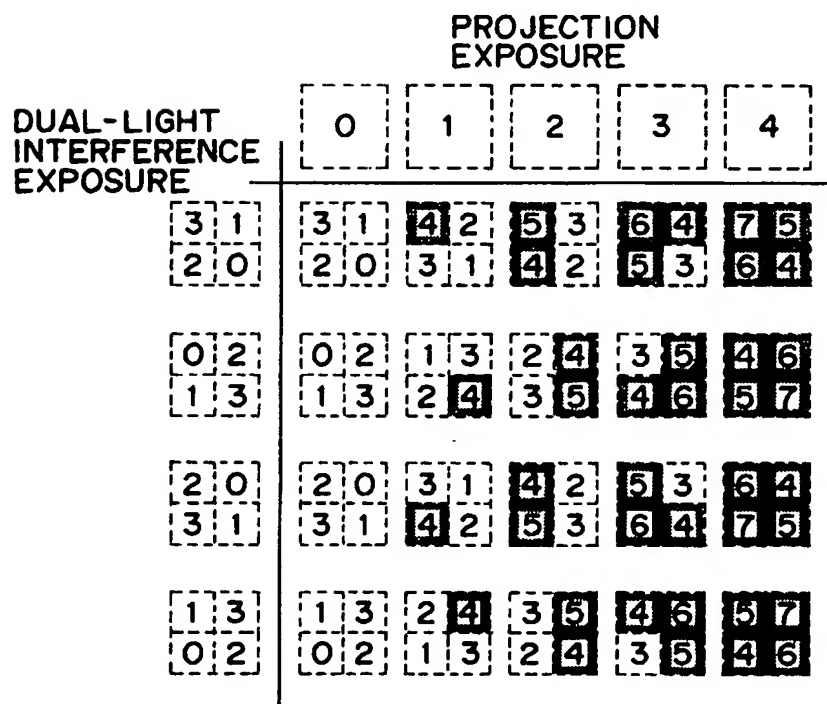 PROJECTION
EXPOSURE
DUAL-LIGHT
INTERFERENCE
EXPOSURE
0 1 2 3 4
3 1 3 1 4 2 5 3 6 4 7 5
2 0 2 0 3 1 4 2 5 3 6 4
0 2 0 2 1 3 2 4 3 5 4 6
1 3 1 3 2 4 3 5 4 6 5 7
2 0 2 0 3 1 4 2 5 3 6 4
3 1 3 1 4 2 5 3 6 4 7 5
1 3 1 3 2 4 3 5 4 6 5 7
0 2 0 2 1 3 2 4 3 5 4 6